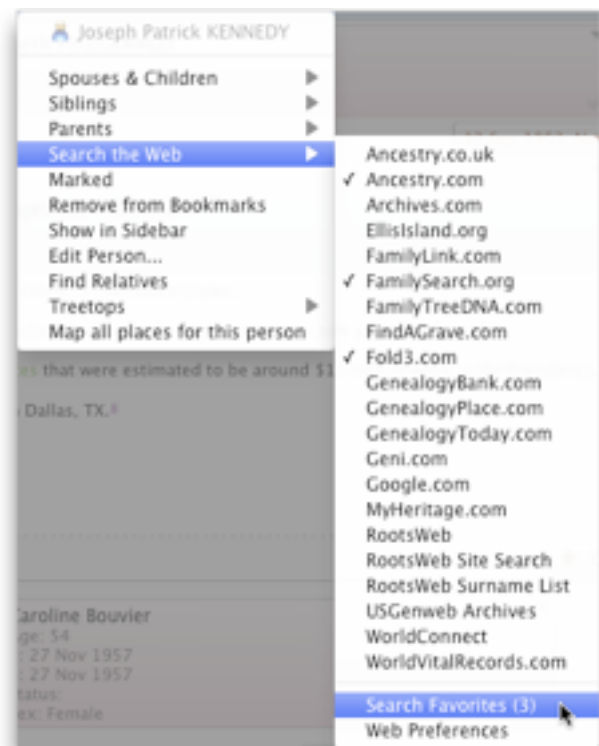 Joseph Patrick KENNEDY
Spouses & Children
Siblings
Parents
Search the Web
Marked
Remove from Bookmarks
Show in Sidebar
Edit Person...
Find Relatives
Treetops
Map all places for this person
Ancestry.co.uk
✓ Ancestry.com
Archives.com
EllisIsland.org
FamilyLink.com
✓ FamilySearch.org
FamilyTreeDNA.com
FindAGrave.com
✓ Fold3.com
GenealogyBank.com
GenealogyPlace.com
GenealogyToday.com
Geni.com
Google.com
MyHeritage.com
RootsWeb
RootsWeb Site Search
RootsWeb Surname List
USGenweb Archives
WorldConnect
WorldVitalRecords.com
Search Favorites (3)
Web Preferences
that were estimated to be around $1
Dallas, TX.
Caroline Bouvier
ge: 54
: 27 Nov 1957
: 27 Nov 1957
tatus:
ex: Female